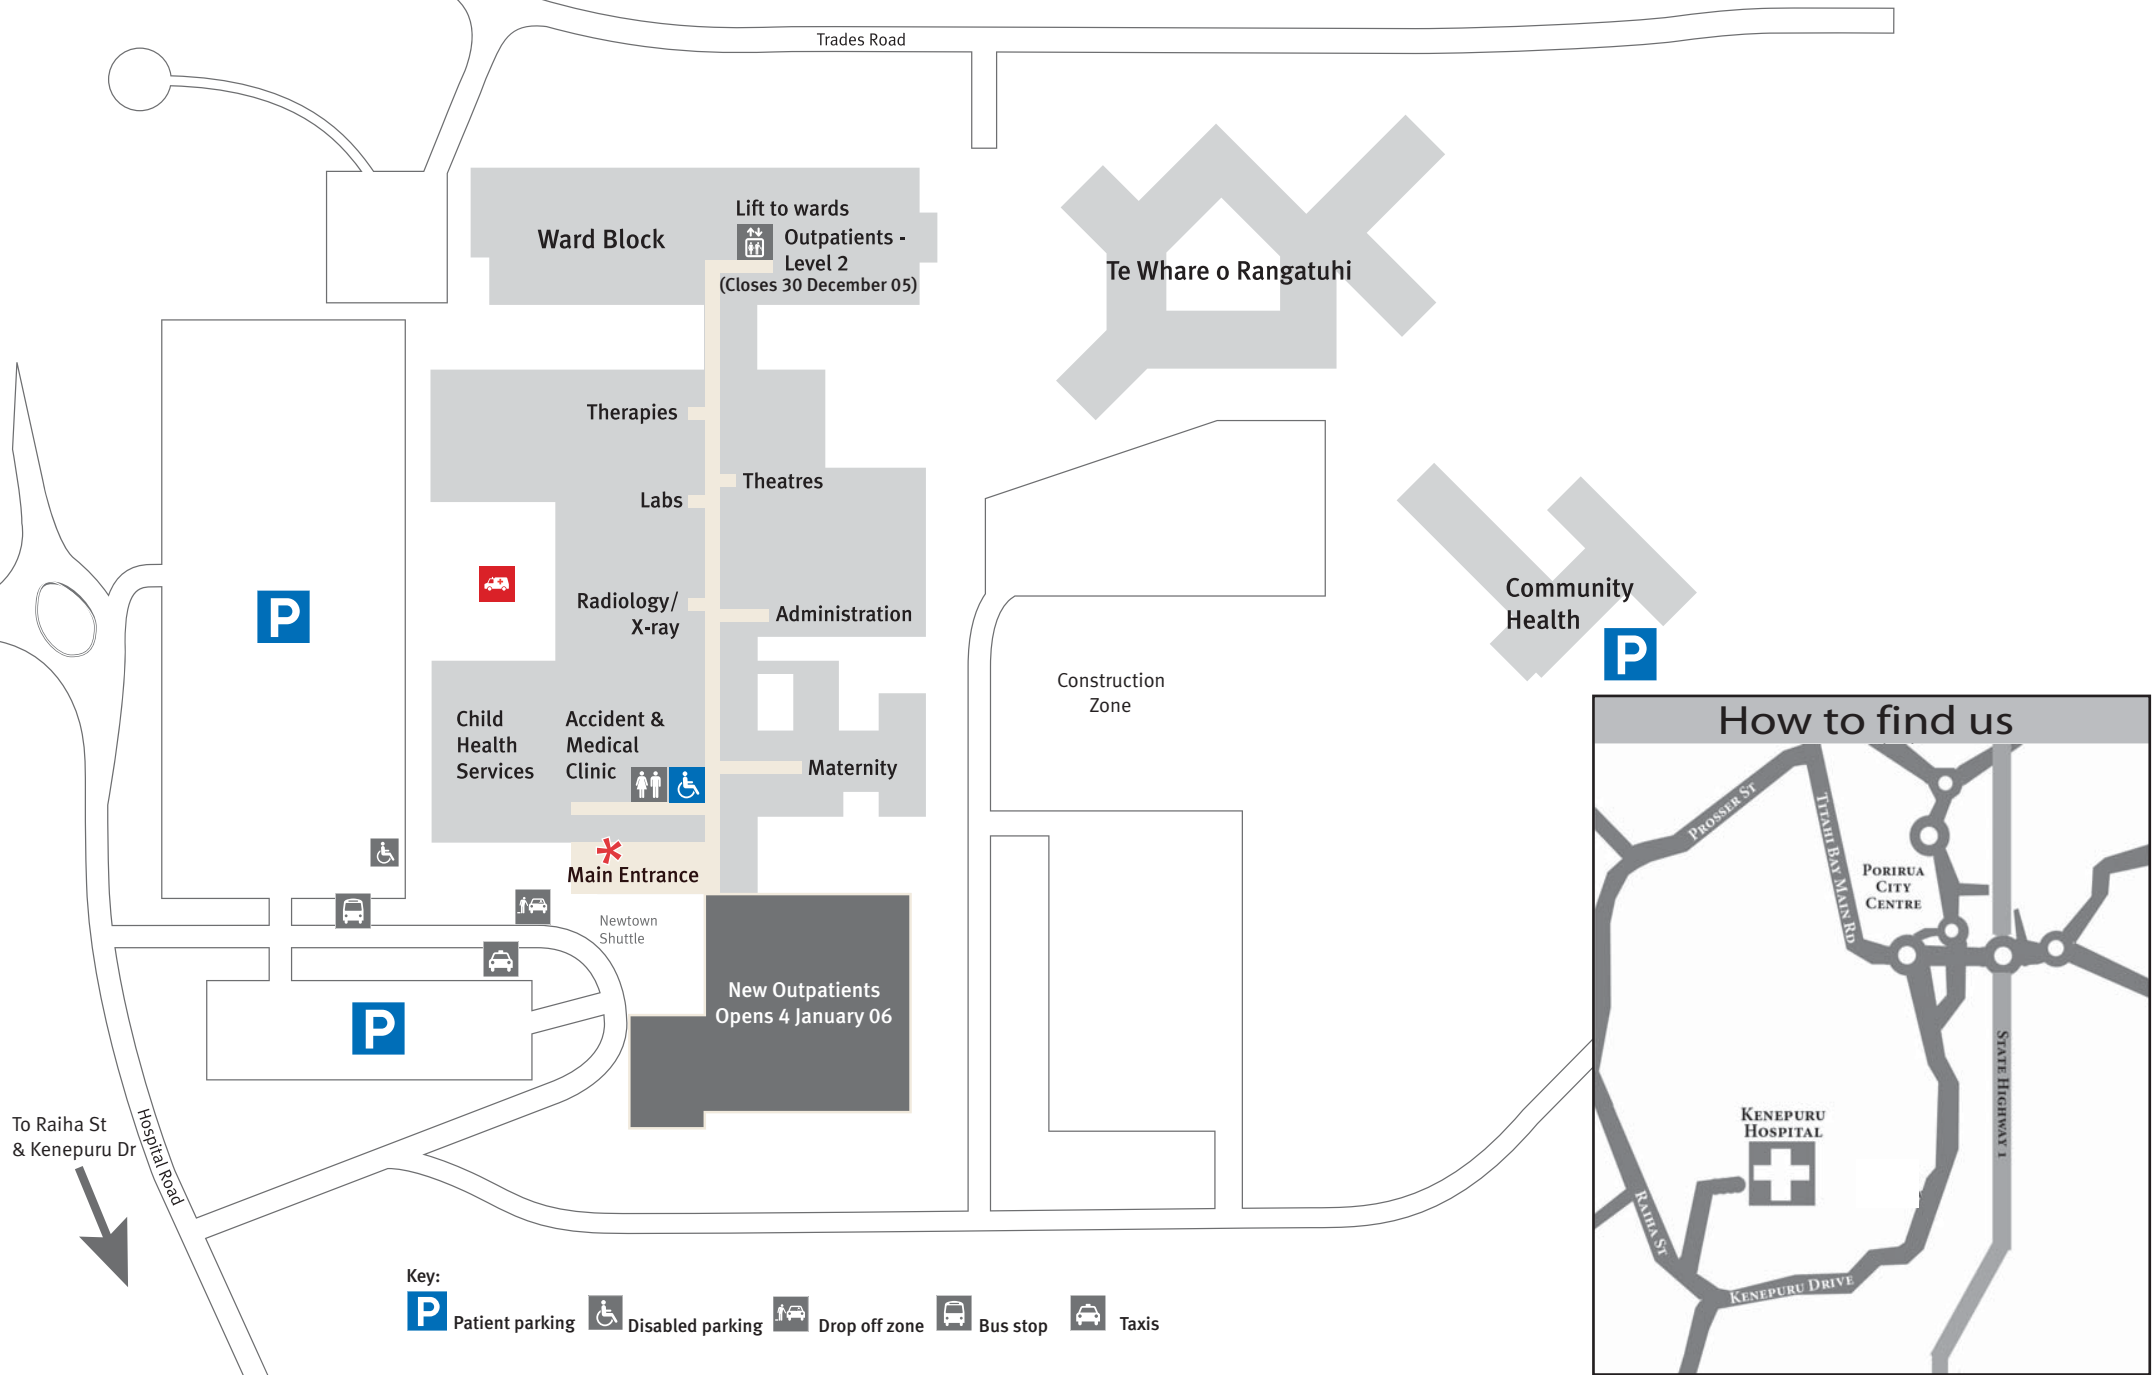 Trades Road
Lift to wards
Ward Block
Outpatients -
Level 2
(Closes 30 December 05)
Te Whare o Rangatuhi
Therapies
Theatres
Labs
Radiology/
X-ray
Administration
Community
Health
P
P
Construction
Zone
Child
Health
Services
Accident &
Medical
Clinic
Maternity
Main Entrance
Newtown
Shuttle
New Outpatients
Opens 4 January 06
P
To Raiha St
& Kenepuru Dr
Hospital Road
How to find us
Prosser St
Titahi Bay Main Rd
Porirua
City
Centre
State Highway 1
Kenepuru
Hospital
Raiha St
Kenepuru Drive
Key:
P Patient parking
Disabled parking
Drop off zone
Bus stop
Taxis